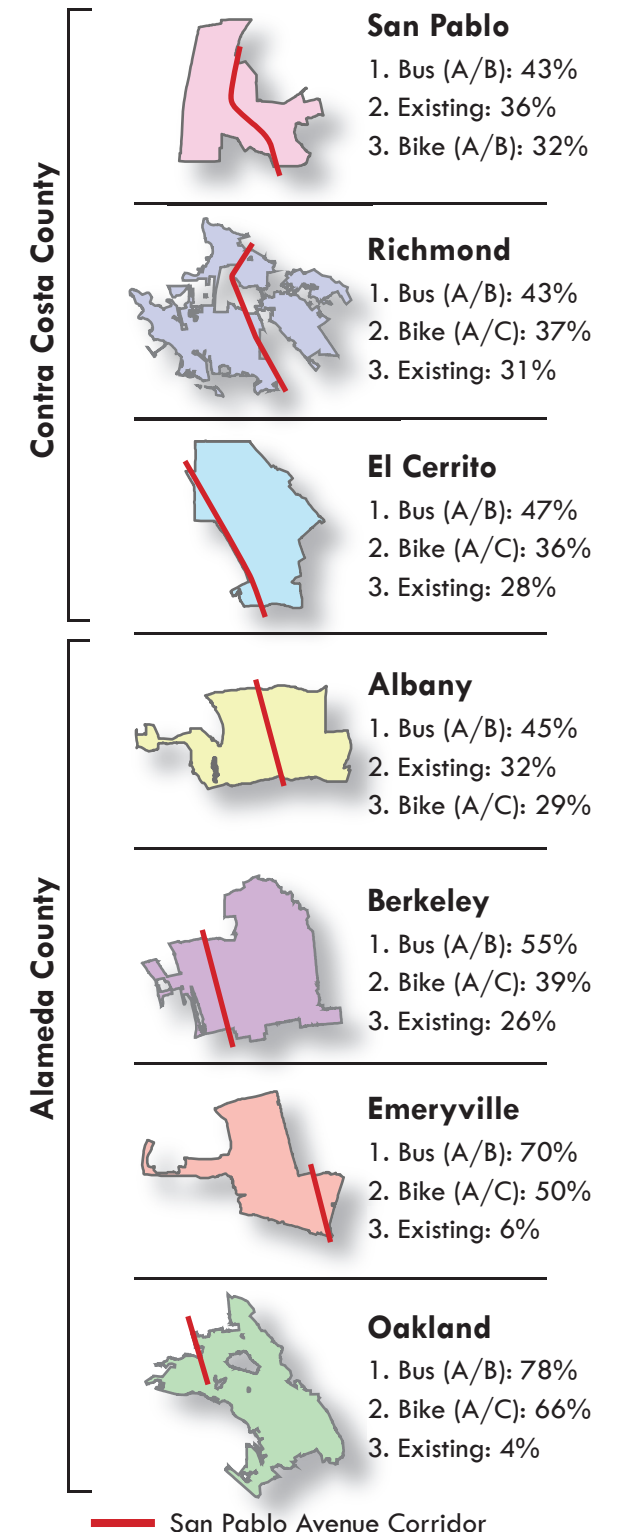 Contra Costa County
San Pablo
1. Bus (A/B): 43%
2. Existing: 36%
3. Bike (A/B): 32%
Richmond
1. Bus (A/B): 43%
2. Bike (A/C): 37%
3. Existing: 31%
El Cerrito
1. Bus (A/B): 47%
2. Bike (A/C): 36%
3. Existing: 28%
Alameda County
Albany
1. Bus (A/B): 45%
2. Existing: 32%
3. Bike (A/C): 29%
Berkeley
1. Bus (A/B): 55%
2. Bike (A/C): 39%
3. Existing: 26%
Emeryville
1. Bus (A/B): 70%
2. Bike (A/C): 50%
3. Existing: 6%
Oakland
1. Bus (A/B): 78%
2. Bike (A/C): 66%
3. Existing: 4%
San Pablo Avenue Corridor